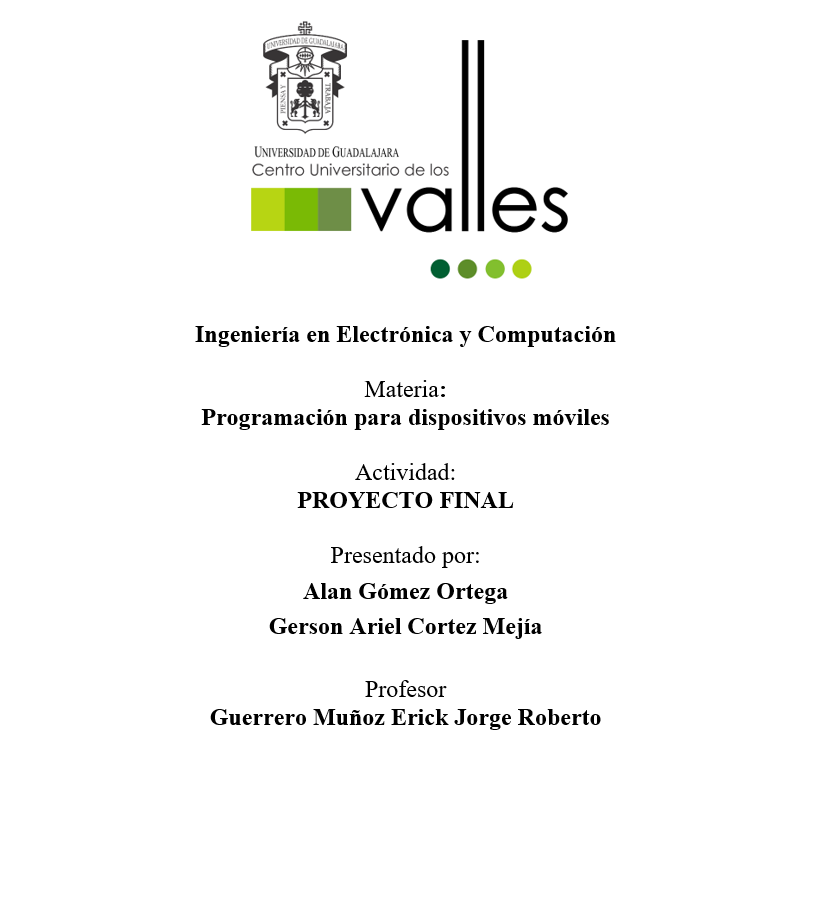 UNIVERSIDAD DE GUADALAJARA
PIENSA Y
TRABAJA
UNIVERSIDAD DE GUADALAJARA
Centro Universitario de los
valles
Ingeniería en Electrónica y Computación
Materia:
Programación para dispositivos móviles
Actividad:
PROYECTO FINAL
Presentado por:
Alan Gómez Ortega
Gerson Ariel Cortez Mejía
Profesor
Guerrero Muñoz Erick Jorge Roberto